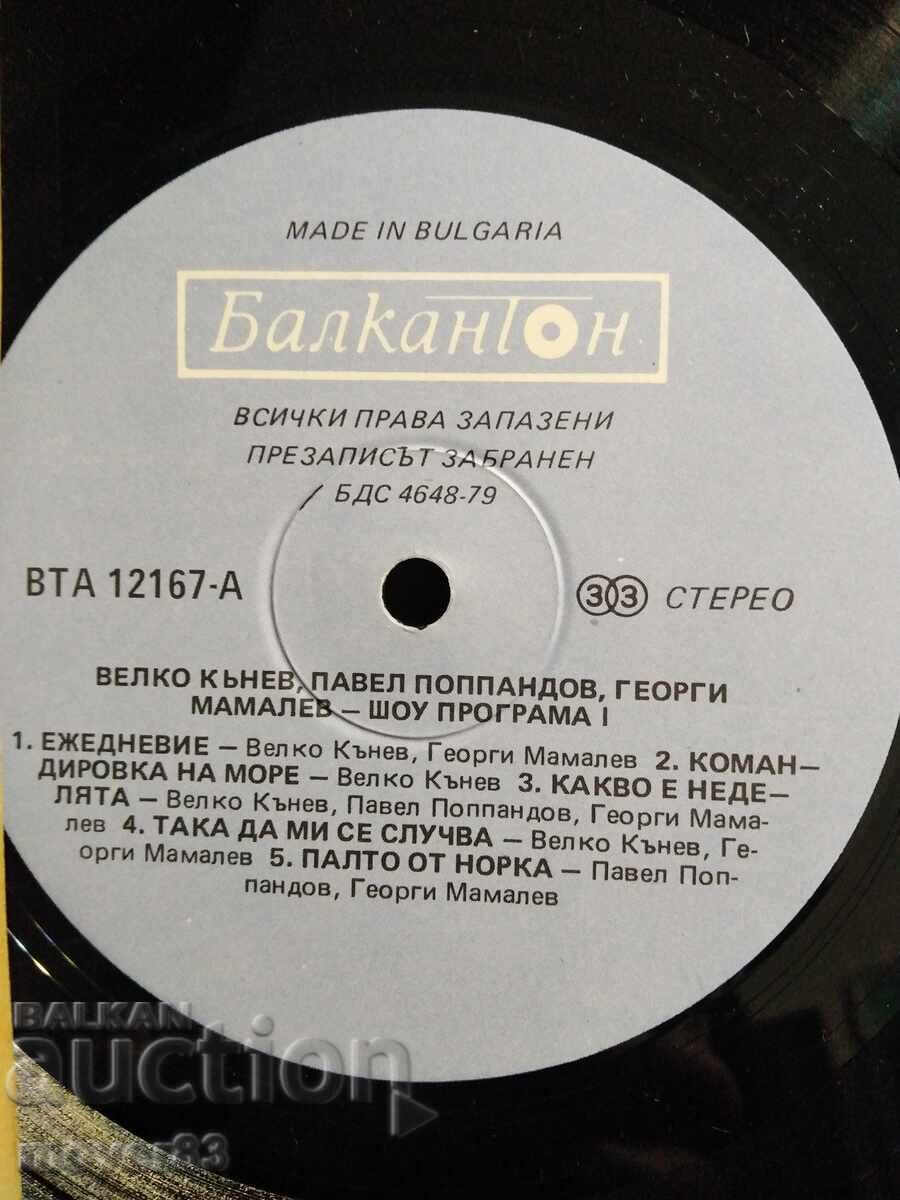 MADE IN BULGARIA
Балкантон
ВСИЧКИ ПРАВА ЗАПАЗЕНИ
ПРЕЗАПИСЪТ ЗАБРАНЕН
БДС 4648-79
ВТА 12167-А
33 СТЕРЕО
ВЕЛКО КЪНЕВ, ПАВЕЛ ПОППАНДОВ, ГЕОРГИ
МАМАЛЕВ – ШОУ ПРОГРАМА I
1. ЕЖЕДНЕВИЕ – Велко Кънев, Георги Мамалев 2. КОМАН–
ДИРОВКА НА МОРЕ – Велко Кънев 3. КАКВО Е НЕДЕ–
ЛЯТА – Велко Кънев, Павел Поппандов, Георги Мама-
лев 4. ТАКА ДА МИ СЕ СЛУЧВА – Велко Кънев, Ге-
орги Мамалев 5. ПАЛТО ОТ НОРКА – Павел Поп-
пандов, Георги Мамалев
BALKAN
auction